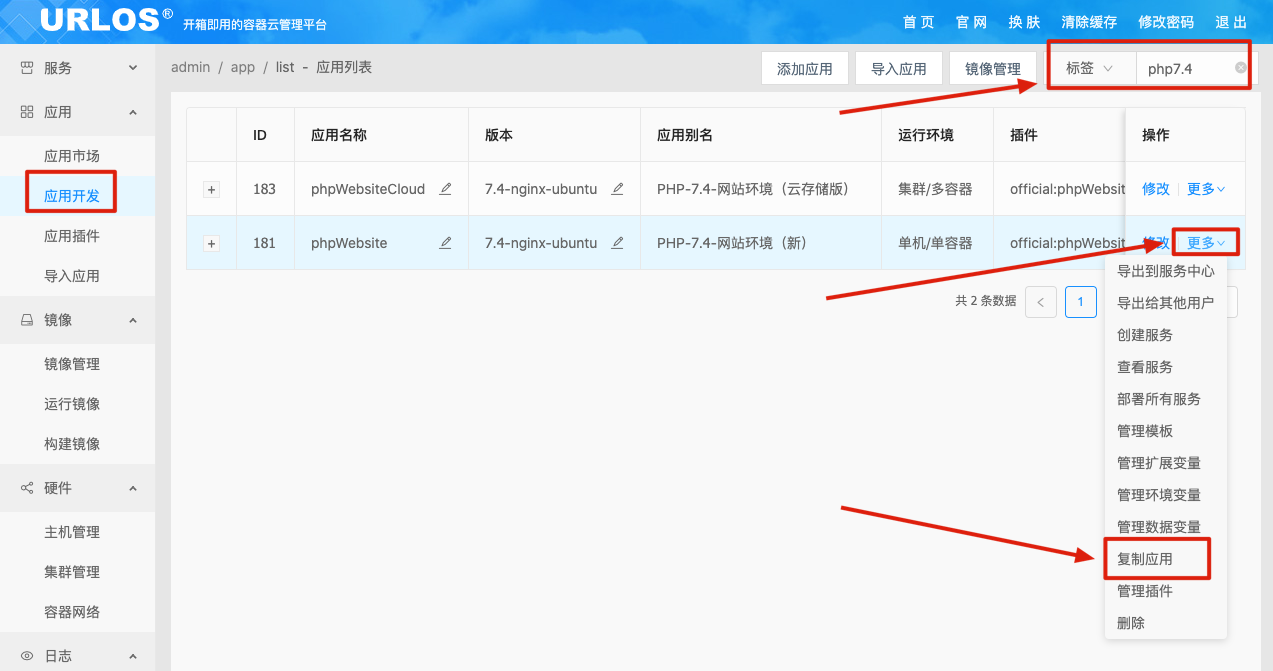 URLOS® 开箱即用的容器云管理平台
首 页 官 网 换 肤 清除缓存 修改密码 退 出
服务
应用
应用市场
应用开发
应用插件
导入应用
镜像
镜像管理
运行镜像
构建镜像
硬件
主机管理
集群管理
容器网络
日志
admin / app / list - 应用列表
添加应用 导入应用 镜像管理 标签 php7.4
ID 应用名称 版本 应用别名 运行环境 插件 操作
+ 183 phpWebsiteCloud 7.4-nginx-ubuntu PHP-7.4-网站环境（云存储版） 集群/多容器 official:phpWebsit 修改 更多
+ 181 phpWebsite 7.4-nginx-ubuntu PHP-7.4-网站环境（新） 单机/单容器 official:phpWebsit 修改 更多
共 2 条数据 < 1
导出到服务中心
导出给其他用户
创建服务
查看服务
部署所有服务
管理模板
管理扩展变量
管理环境变量
管理数据变量
复制应用
管理插件
删除